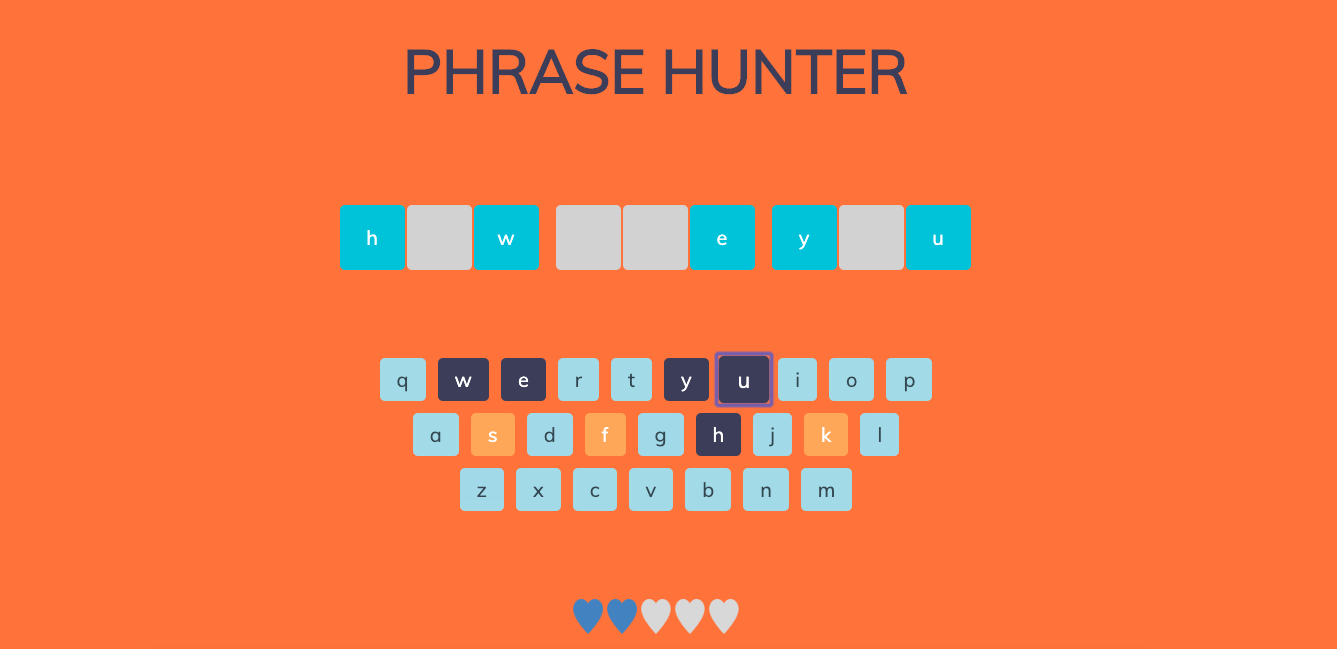 PHRASE HUNTER
h w e y u
q w e r t y u i o p
a s d f g h j k l
z x c v b n m